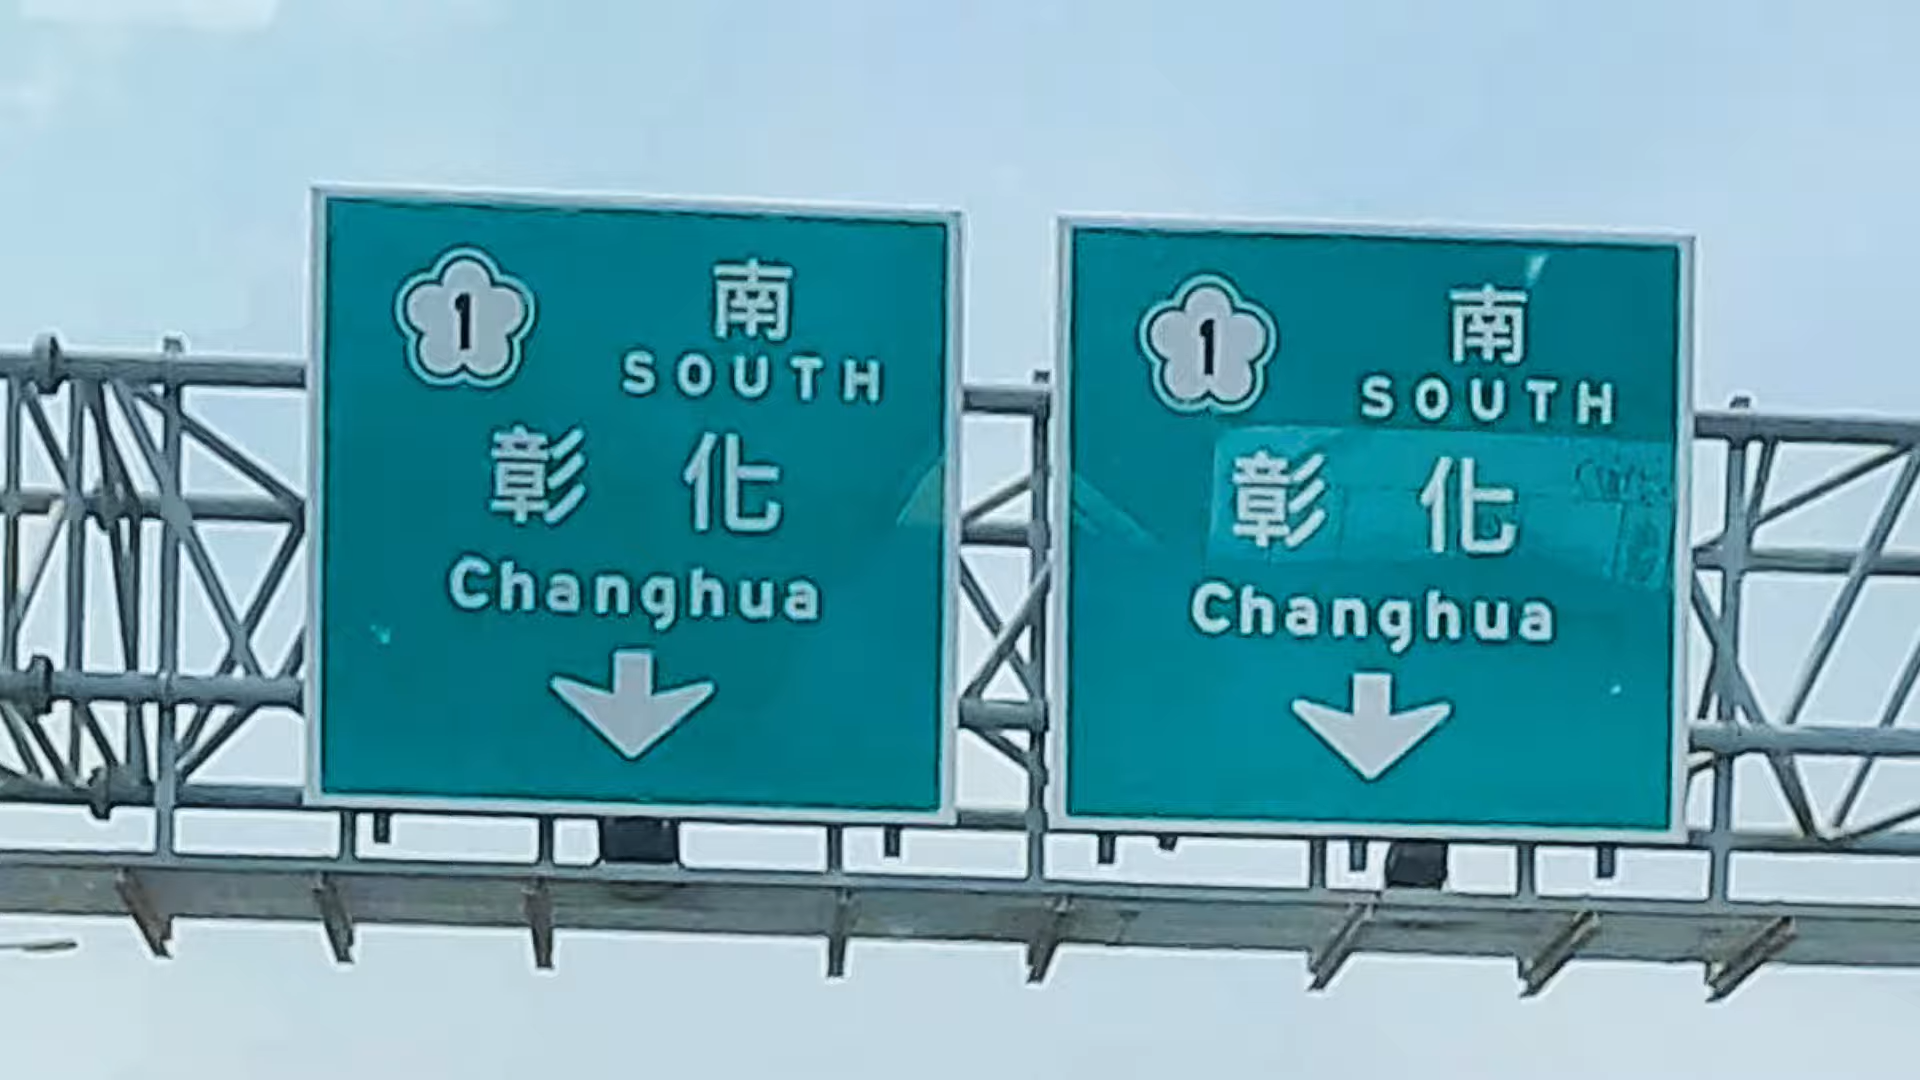 1 南
SOUTH
彰化
Changhua
1 南
SOUTH
彰化
Changhua